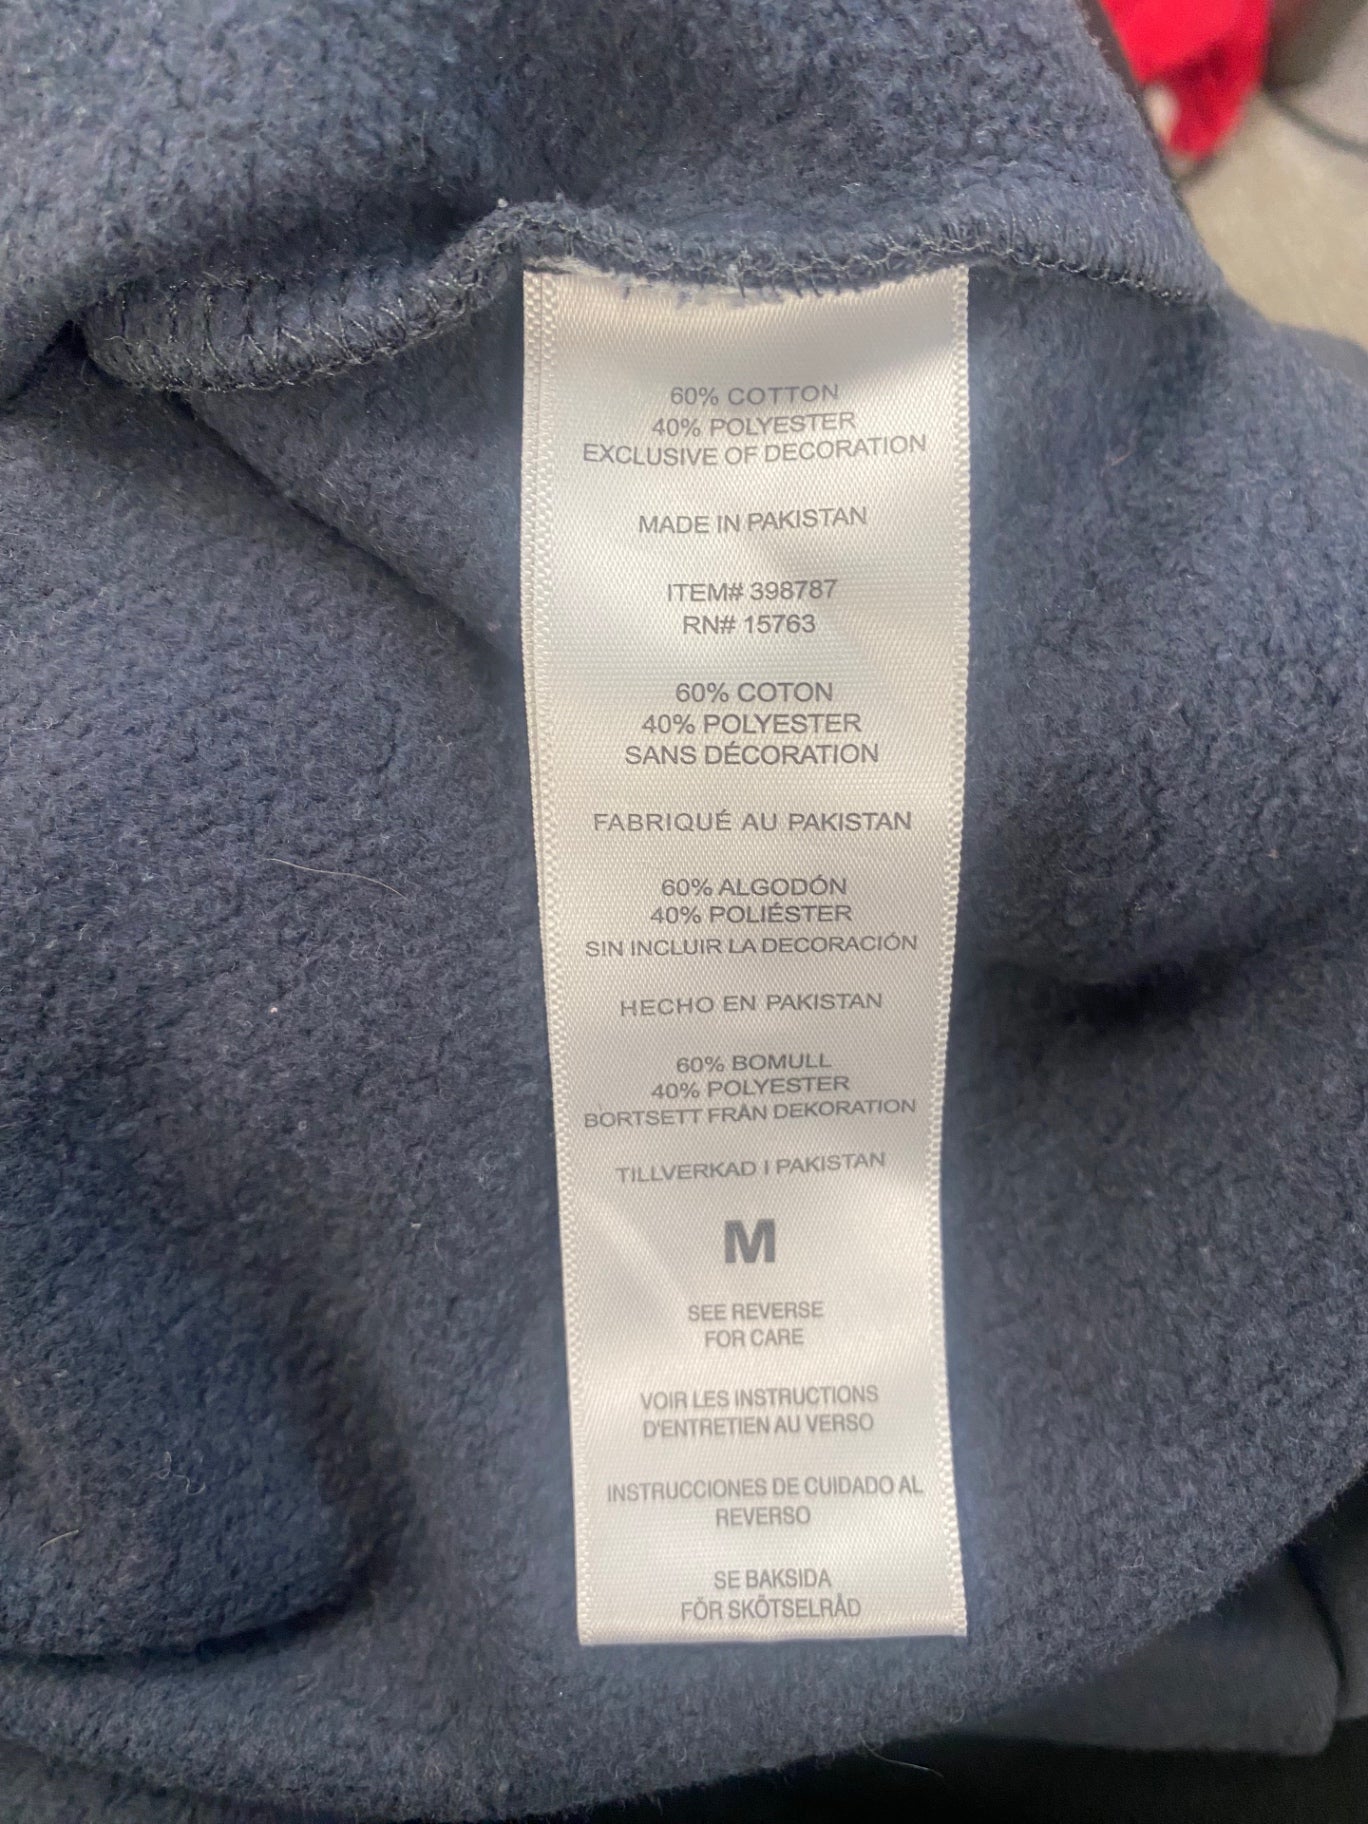 60% COTTON
40% POLYESTER
EXCLUSIVE OF DECORATION
MADE IN PAKISTAN
ITEM# 398787
RN# 15763
60% COTON
40% POLYESTER
SANS DÉCORATION
FABRIQUÉ AU PAKISTAN
60% ALGODÓN
40% POLIÉSTER
SIN INCLUIR LA DECORACIÓN
HECHO EN PAKISTAN
60% BOMULL
40% POLYESTER
BORTSETT FRÅN DEKORATION
TILLVERKAD I PAKISTAN
M
SEE REVERSE
FOR CARE
VOIR LES INSTRUCTIONS
D'ENTRETIEN AU VERSO
INSTRUCCIONES DE CUIDADO AL
REVERSO
SE BAKSIDA
FÖR SKÖTSELRÅD